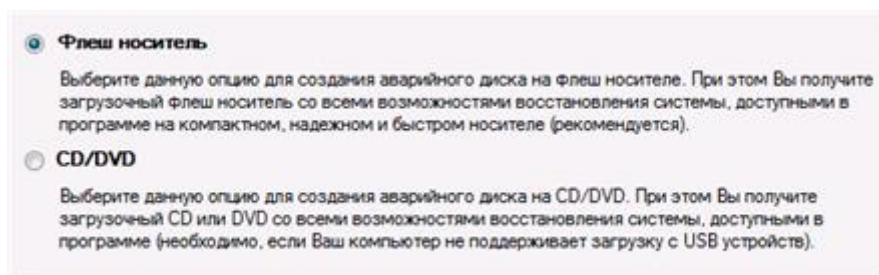 Флеш носитель
Выберите данную опцию для создания аварийного диска на флеш носителе. При этом Вы получите
загрузочный флеш носитель со всеми возможностями восстановления системы, доступными в
программе на компактном, надежном и быстром носителе (рекомендуется).
CD/DVD
Выберите данную опцию для создания аварийного диска на CD/DVD. При этом Вы получите
загрузочный CD или DVD со всеми возможностями восстановления системы, доступными в
программе (необходимо, если Ваш компьютер не поддерживает загрузку с USB устройств).